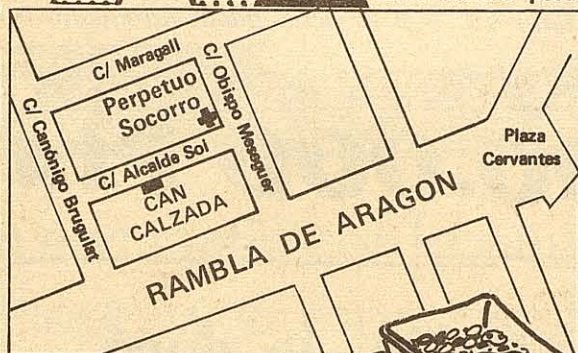 C/ Maragall
C/ Canónigo Brugulat
Perpetuo
Socorro
C/ Obispo Meseguer
C/ Alcalde Sol
CAN
CALZADA
Plaza
Cervantes
RAMBLA DE ARAGON